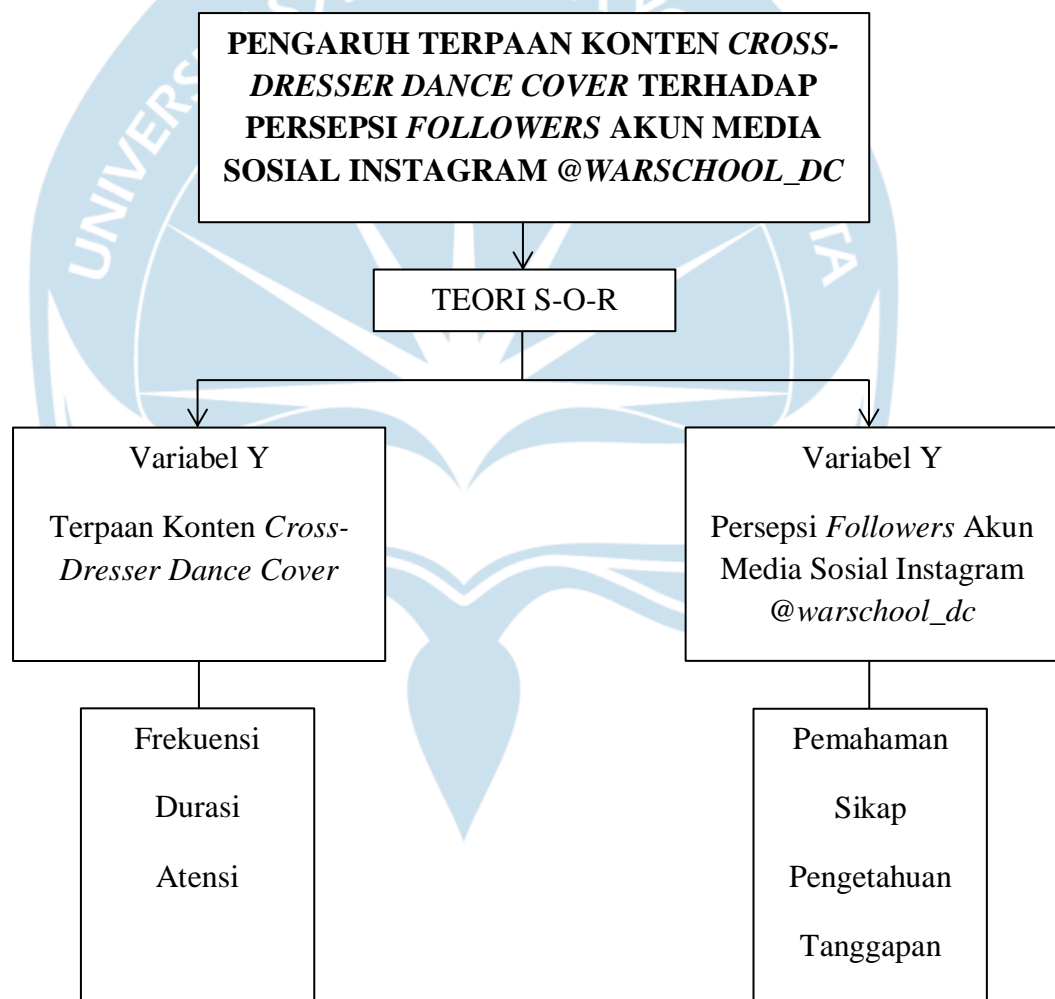 PENGARUH TERPAAN KONTEN CROSS-
DRESSER DANCE COVER TERHADAP
PERSEPSI FOLLOWERS AKUN MEDIA
SOSIAL INSTAGRAM @WARSCHOOL_DC
TEORI S-O-R
Variabel Y
Terpaan Konten Cross-
Dresser Dance Cover
Variabel Y
Persepsi Followers Akun
Media Sosial Instagram
@warschool_dc
Frekuensi
Durasi
Atensi
Pemahaman
Sikap
Pengetahuan
Tanggapan